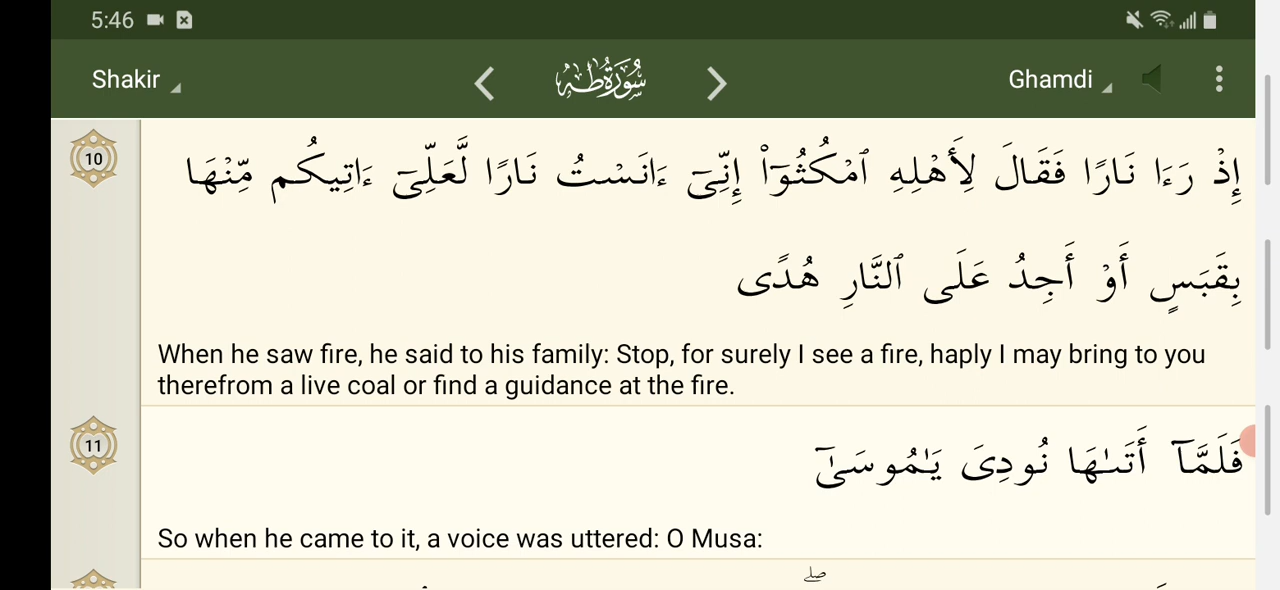 5:46
Shakir
سُورَةُ طه
Ghamdi
10
إِذْ رَءَا نَارًا فَقَالَ لِأَهْلِهِ ٱمْكُثُوٓا۟ إِنِّىٓ ءَانَسْتُ نَارًا لَّعَلِّىٓ ءَاتِيكُم مِّنْهَا
بِقَبَسٍ أَوْ أَجِدُ عَلَى ٱلنَّارِ هُدًى
When he saw fire, he said to his family: Stop, for surely I see a fire, haply I may bring to you
therefrom a live coal or find a guidance at the fire.
11
فَلَمَّآ أَتَىٰهَا نُودِىَ يَٰمُوسَىٰٓ
So when he came to it, a voice was uttered: O Musa: